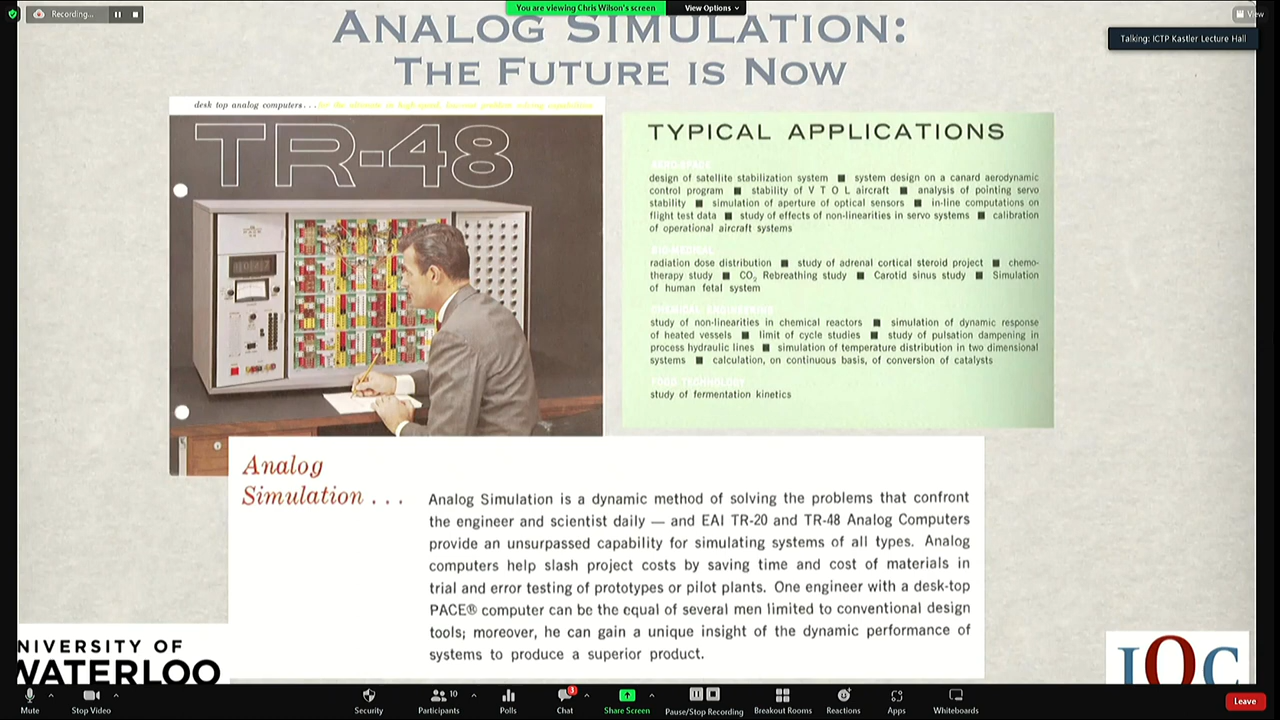 Recording...
You are viewing Chris Wilson's screen
View Options
View
Talking: ICTP Kastler Lecture Hall
ANALOG SIMULATION:
THE FUTURE IS NOW
desk top analog computers...
TR-48
TYPICAL APPLICATIONS
design of satellite stabilization system ■ system design on a canard aerodynamic
control program ■ stability of V T O L aircraft ■ analysis of pointing servo
stability ■ simulation of aperture of optical sensors ■ in-line computations on
flight test data ■ study of effects of non-linearities in servo systems ■ calibration
of operational aircraft systems
BIO-MEDICAL
radiation dose distribution ■ study of adrenal cortical steroid project ■ chemo-
therapy study ■ CO₂ Rebreathing study ■ Carotid sinus study ■ Simulation
of human fetal system
CHEMICAL ENGINEERING
study of non-linearities in chemical reactors ■ simulation of dynamic response
of heated vessels ■ limit of cycle studies ■ study of pulsation dampening in
process hydraulic lines ■ simulation of temperature distribution in two dimensional
systems ■ calculation, on continuous basis, of conversion of catalysts
FOOD TECHNOLOGY
study of fermentation kinetics
Analog
Simulation . . .
Analog Simulation is a dynamic method of solving the problems that confront
the engineer and scientist daily — and EAI TR-20 and TR-48 Analog Computers
provide an unsurpassed capability for simulating systems of all types. Analog
computers help slash project costs by saving time and cost of materials in
trial and error testing of prototypes or pilot plants. One engineer with a desk-top
PACE® computer can be the equal of several men limited to conventional design
tools; moreover, he can gain a unique insight of the dynamic performance of
systems to produce a superior product.
NIVERSITY OF
WATERLOO
IQC
Mute
Stop Video
Security
Participants
10
Polls
Chat
3
Share Screen
Pause/Stop Recording
Breakout Rooms
Reactions
Apps
Whiteboards
Leave